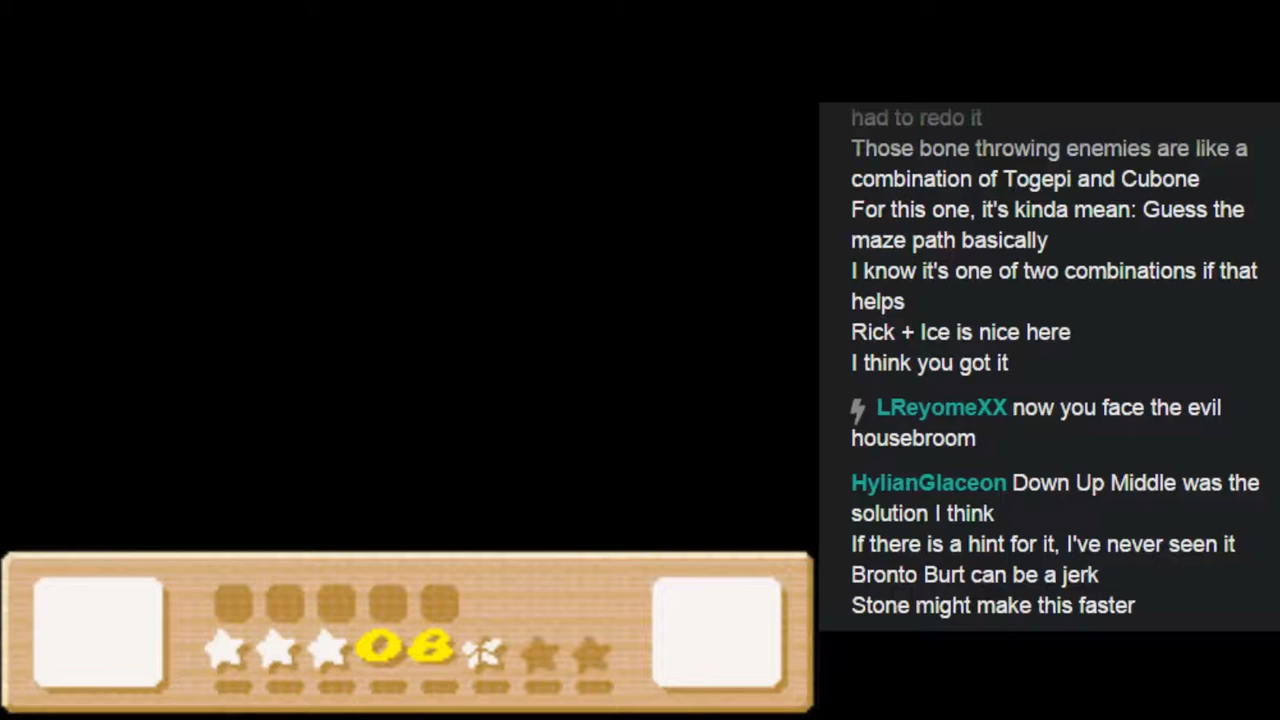 had to redo it
Those bone throwing enemies are like a
combination of Togepi and Cubone
For this one, it's kinda mean: Guess the
maze path basically
I know it's one of two combinations if that
helps
Rick + Ice is nice here
I think you got it
LReyomeXX now you face the evil
housebroom
HylianGlaceon Down Up Middle was the
solution I think
If there is a hint for it, I've never seen it
Bronto Burt can be a jerk
Stone might make this faster